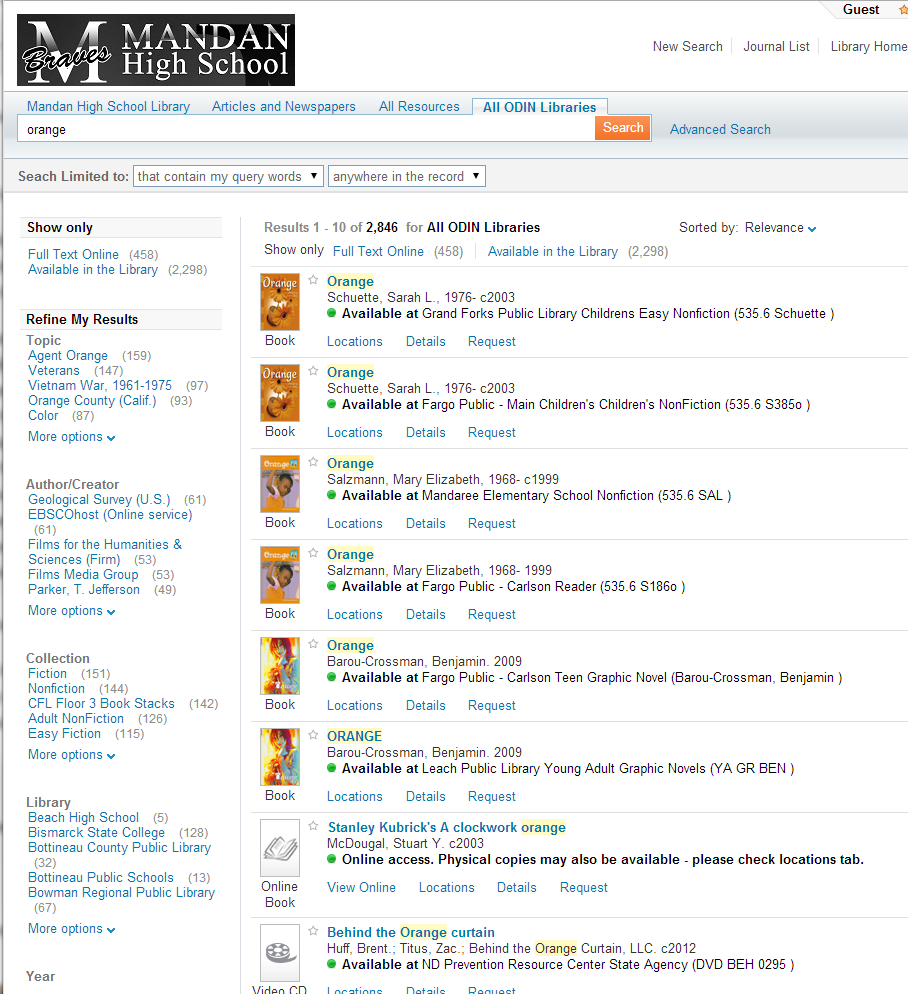 Guest
M Braves MANDAN
High School
New Search Journal List Library Home
Mandan High School Library Articles and Newspapers All Resources All ODIN Libraries
orange Search Advanced Search
Seach Limited to: that contain my query words anywhere in the record
Show only
Full Text Online (458)
Available in the Library (2,298)
Refine My Results
Topic
Agent Orange (159)
Veterans (147)
Vietnam War, 1961-1975 (97)
Orange County (Calif.) (93)
Color (87)
More options
Author/Creator
Geological Survey (U.S.) (61)
EBSCOhost (Online service)
(61)
Films for the Humanities &
Sciences (Firm) (53)
Films Media Group (53)
Parker, T. Jefferson (49)
More options
Collection
Fiction (151)
Nonfiction (144)
CFL Floor 3 Book Stacks (142)
Adult NonFiction (126)
Easy Fiction (115)
More options
Library
Beach High School (5)
Bismarck State College (128)
Bottineau County Public Library
(32)
Bottineau Public Schools (13)
Bowman Regional Public Library
(67)
More options
Year
Results 1 - 10 of 2,846 for All ODIN Libraries Sorted by: Relevance
Show only Full Text Online (458) Available in the Library (2,298)
Orange
Orange
Schuette, Sarah L., 1976- c2003
Available at Grand Forks Public Library Childrens Easy Nonfiction (535.6 Schuette )
Book Locations Details Request
Orange
Orange
Schuette, Sarah L., 1976- c2003
Available at Fargo Public - Main Children's Children's NonFiction (535.6 S385o )
Book Locations Details Request
Orange
Orange
Salzmann, Mary Elizabeth, 1968- c1999
Available at Mandaree Elementary School Nonfiction (535.6 SAL )
Book Locations Details Request
Orange
Orange
Salzmann, Mary Elizabeth, 1968- 1999
Available at Fargo Public - Carlson Reader (535.6 S186o )
Book Locations Details Request
Orange
Barou-Crossman, Benjamin. 2009
Available at Fargo Public - Carlson Teen Graphic Novel (Barou-Crossman, Benjamin )
Book Locations Details Request
ORANGE
Barou-Crossman, Benjamin. 2009
Available at Leach Public Library Young Adult Graphic Novels (YA GR BEN )
Book Locations Details Request
Stanley Kubrick's A clockwork orange
McDougal, Stuart Y. c2003
Online access. Physical copies may also be available - please check locations tab.
Online
Book View Online Locations Details Request
Behind the Orange curtain
Huff, Brent.; Titus, Zac.; Behind the Orange Curtain, LLC. c2012
Available at ND Prevention Resource Center State Agency (DVD BEH 0295 )
Video CD Locations Details Request